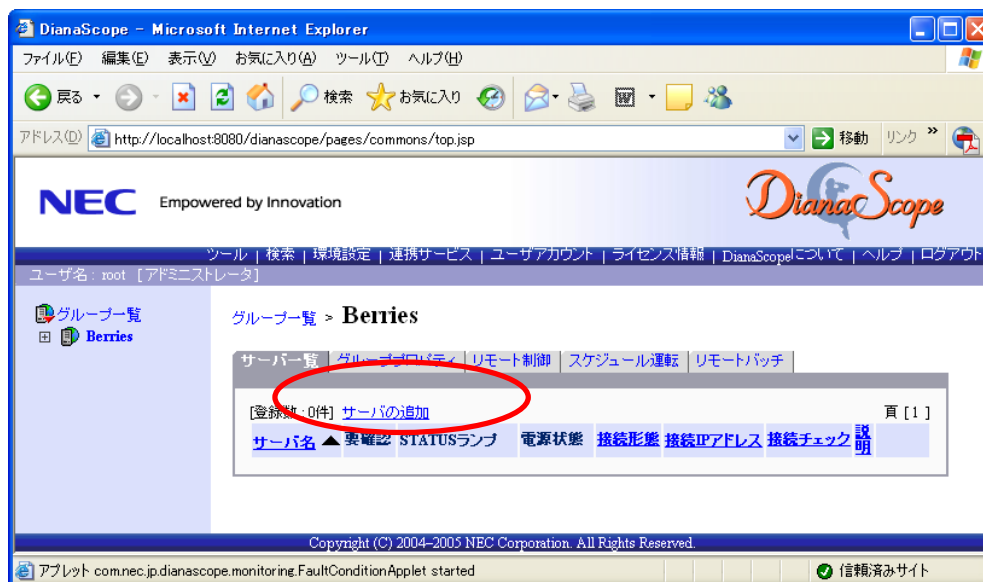 DianaScope – Microsoft Internet Explorer
ファイル(F) 編集(E) 表示(V) お気に入り(A) ツール(T) ヘルプ(H)
戻る 検索 お気に入り
アドレス(D) http://localhost:8080/dianascope/pages/commons/top.jsp 移動 リンク »
NEC Empowered by Innovation DianaScope
ツール | 検索 | 環境設定 | 連携サービス | ユーザアカウント | ライセンス情報 | DianaScopeについて | ヘルプ | ログアウト
ユーザ名 : root [アドミニストレータ]
グループ一覧
Berries
グループ一覧 > Berries
サーバ一覧 グループプロパティ リモート制御 スケジュール運転 リモートバッチ
[登録数 : 0件] サーバの追加 頁 [ 1 ]
サーバ名 ▲ 要確認 STATUSランプ 電源状態 接続形態 接続IPアドレス 接続チェック 説明
Copyright (C) 2004–2005 NEC Corporation. All Rights Reserved.
アプレット com.nec.jp.dianascope.monitoring.FaultConditionApplet started 信頼済みサイト